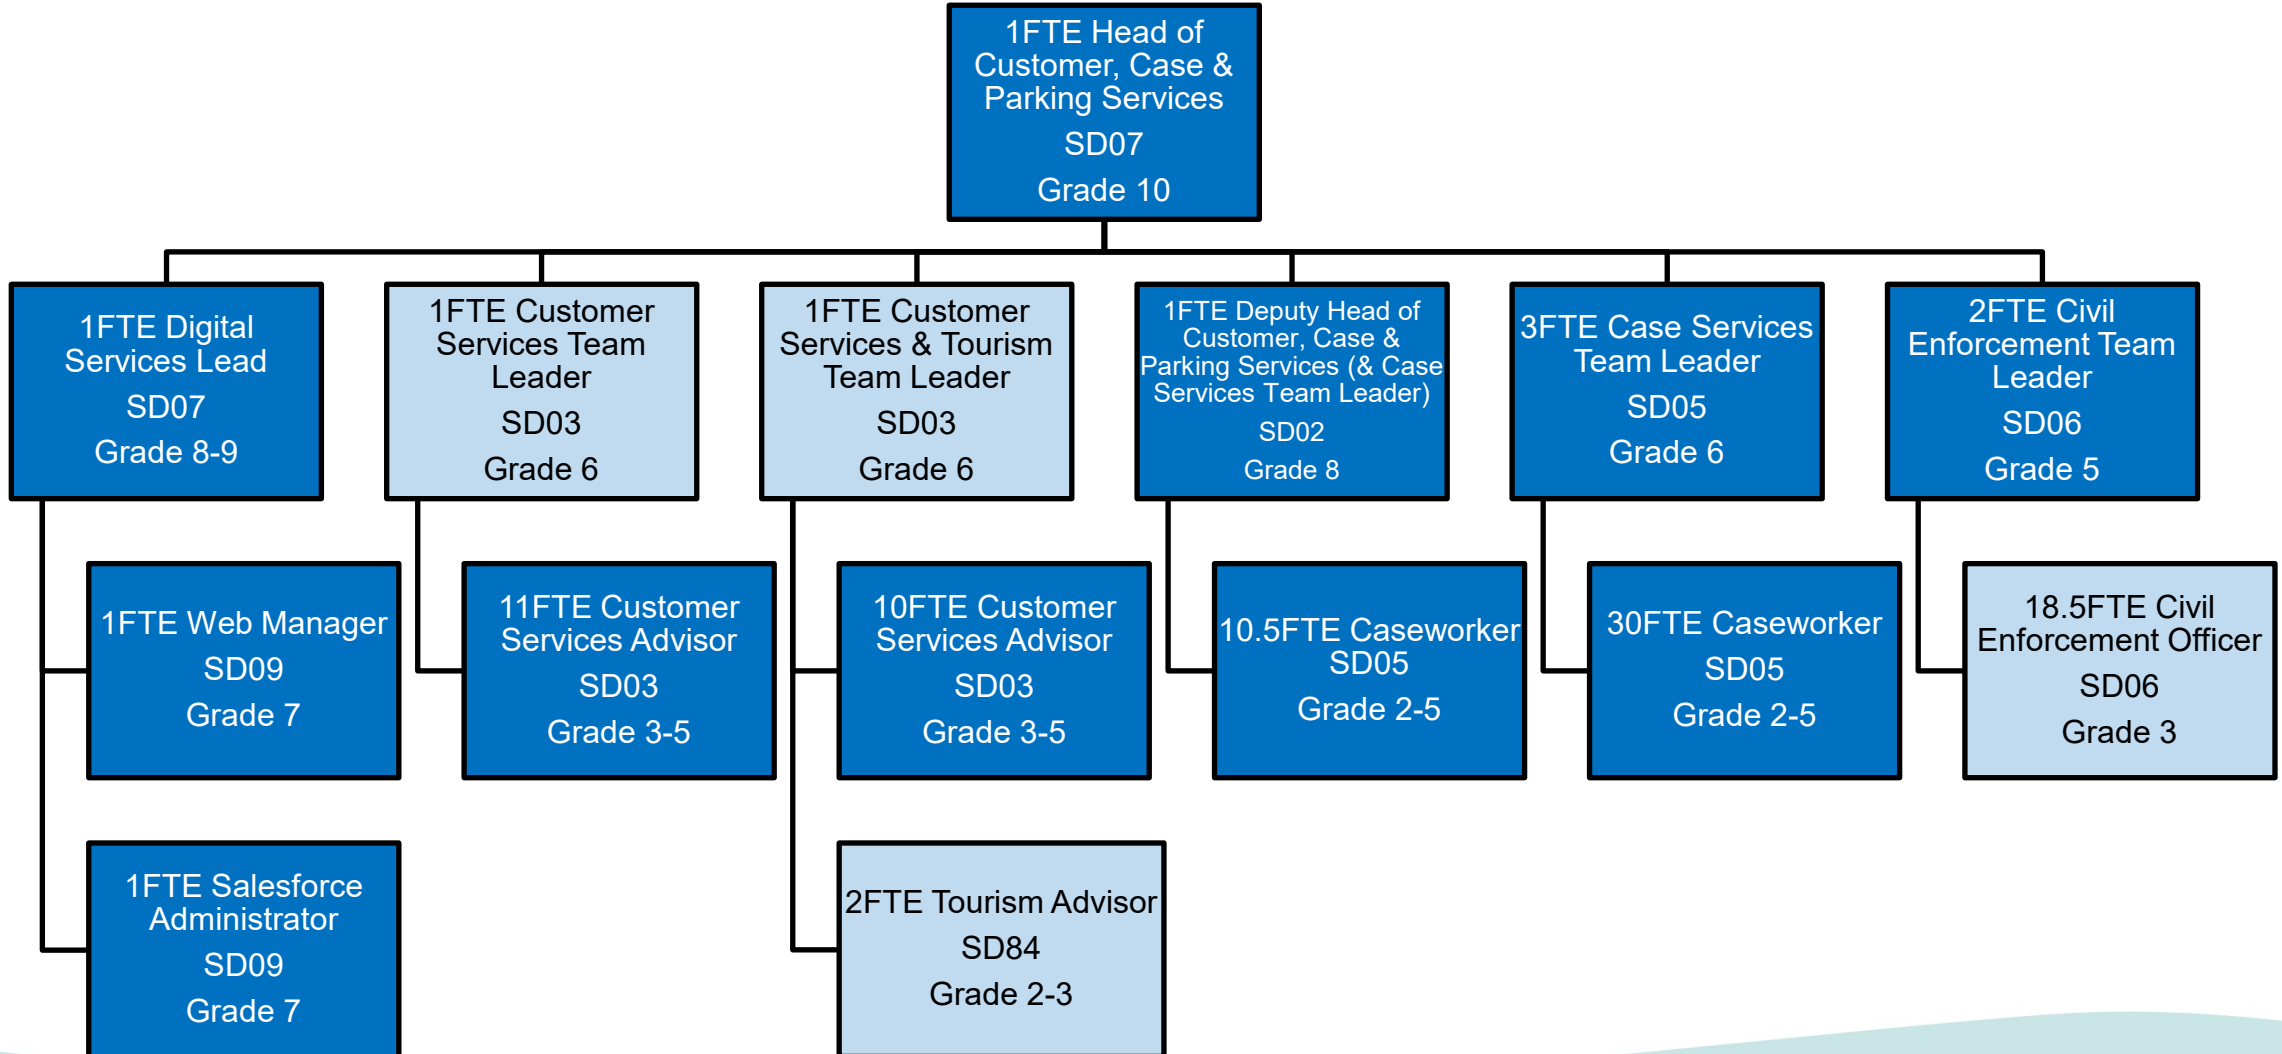 1FTE Head of
Customer, Case &
Parking Services
SD07
Grade 10
1FTE Digital
Services Lead
SD07
Grade 8-9
1FTE Customer
Services Team
Leader
SD03
Grade 6
1FTE Customer
Services & Tourism
Team Leader
SD03
Grade 6
1FTE Deputy Head of
Customer, Case &
Parking Services (& Case
Services Team Leader)
SD02
Grade 8
3FTE Case Services
Team Leader
SD05
Grade 6
2FTE Civil
Enforcement Team
Leader
SD06
Grade 5
1FTE Web Manager
SD09
Grade 7
11FTE Customer
Services Advisor
SD03
Grade 3-5
10FTE Customer
Services Advisor
SD03
Grade 3-5
10.5FTE Caseworker
SD05
Grade 2-5
30FTE Caseworker
SD05
Grade 2-5
18.5FTE Civil
Enforcement Officer
SD06
Grade 3
1FTE Salesforce
Administrator
SD09
Grade 7
2FTE Tourism Advisor
SD84
Grade 2-3